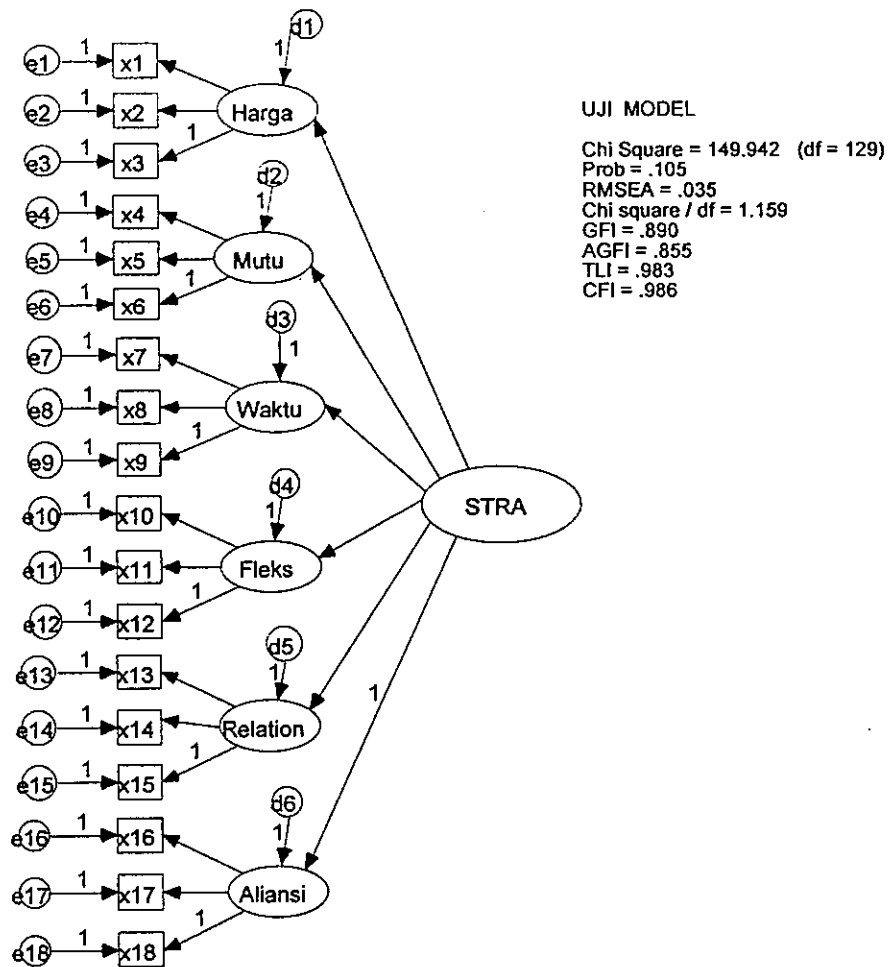 d1
1
e1 1 x1
Harga
e2 1 x2
1
e3 1 x3
d2
1
e4 1 x4
Mutu
e5 1 x5
1
e6 1 x6
d3
1
e7 1 x7
Waktu
e8 1 x8
1
e9 1 x9
d4
1
e10 1 x10
Fleks
e11 1 x11
1
e12 1 x12
d5
1
e13 1 x13
Relation
e14 1 x14
1
e15 1 x15
d6
1
e16 1 x16
Aliansi
e17 1 x17
1
e18 1 x18
STRA
1
UJI MODEL
Chi Square = 149.942 (df = 129)
Prob = .105
RMSEA = .035
Chi square / df = 1.159
GFI = .890
AGFI = .855
TLI = .983
CFI = .986